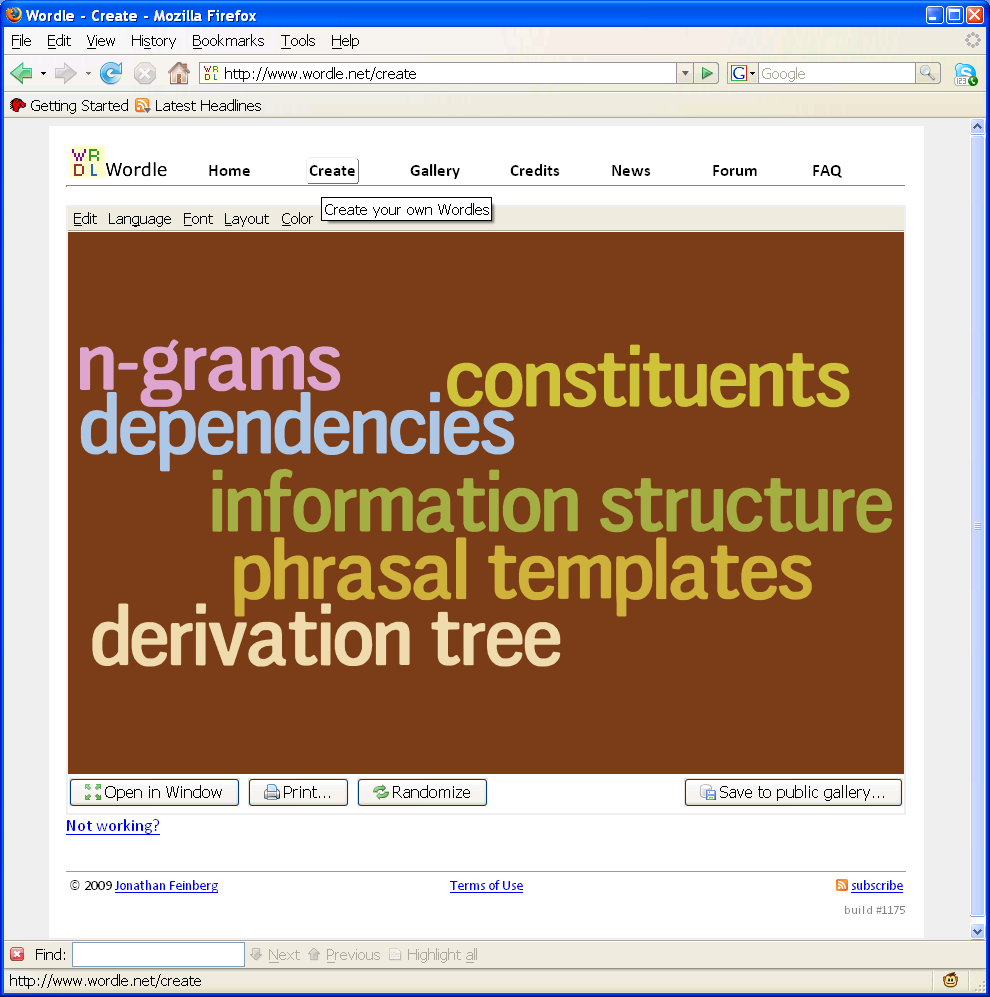 Wordle - Create - Mozilla Firefox
File Edit View History Bookmarks Tools Help
http://www.wordle.net/create Google
Getting Started Latest Headlines
WR
DL Wordle Home Create Gallery Credits News Forum FAQ
Create your own Wordles
Edit Language Font Layout Color
n-grams
constituents
dependencies
information structure
phrasal templates
derivation tree
Open in Window Print... Randomize Save to public gallery...
Not working?
© 2009 Jonathan Feinberg Terms of Use subscribe
build #1175
Find: Next Previous Highlight all
http://www.wordle.net/create